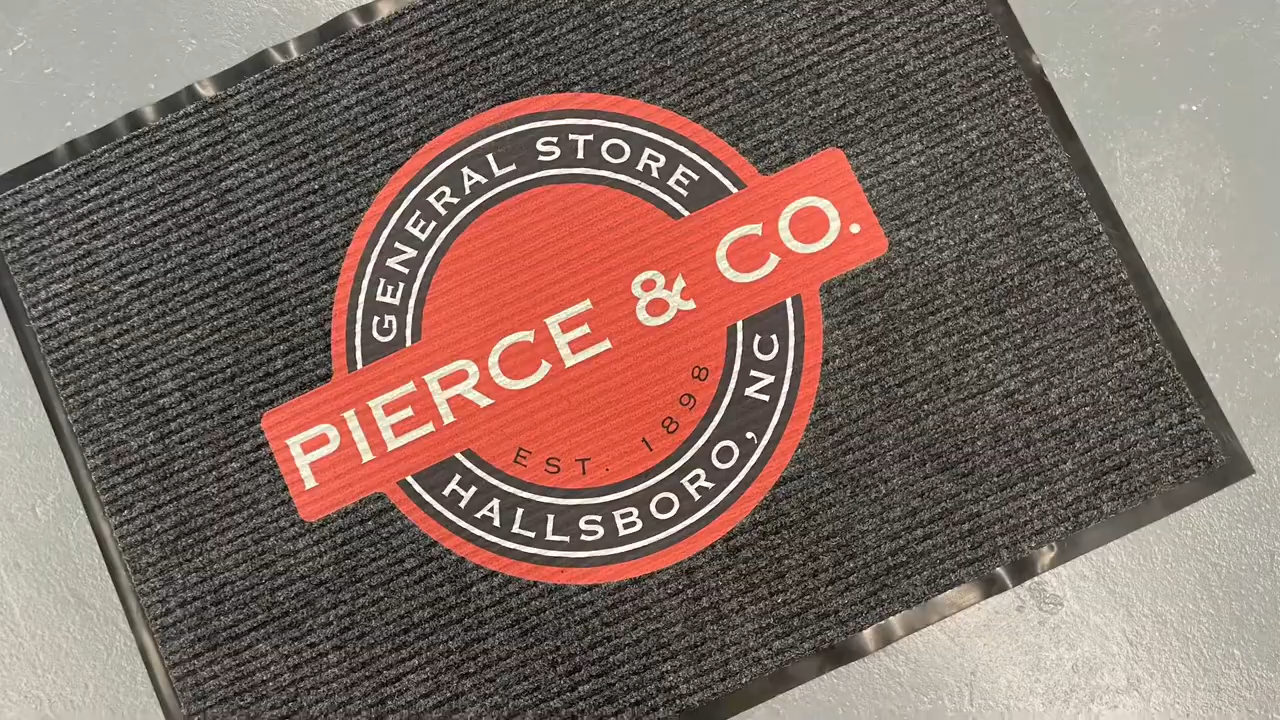 GENERAL STORE
PIERCE & CO.
EST. 1898
HALLSBORO, NC